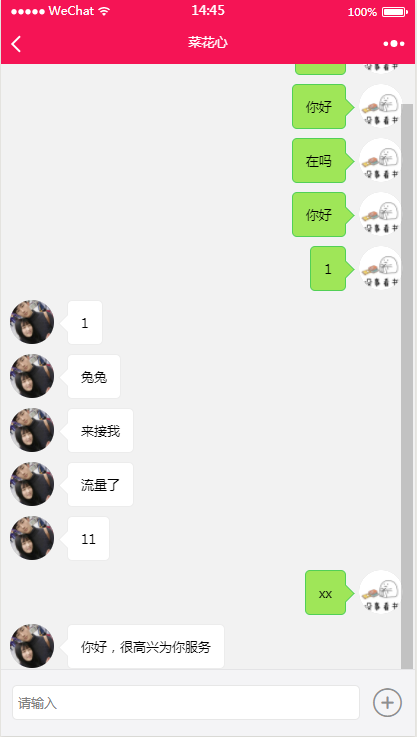 WeChat 14:45 100%
菜花心
你好
在吗
你好
1
1
兔兔
来接我
流量了
11
xx
你好，很高兴为你服务
请输入